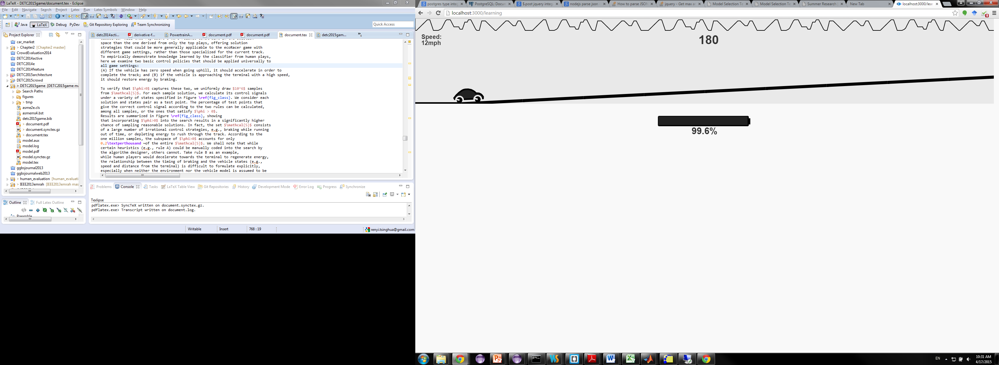 LaTeX - DETC2015game/document.tex - Eclipse
File Edit Navigate Search Project Latex Run Latex Symbols Window Help
Java LaTeX Debug PyDev Git Repository Exploring Team Synchronizing
Quick Access
Project Explorer
car_market
> Chapter2 [Chapter2 master]
CrowdEvaluation2014
DETC2014active
DETC2014e
DETC2014feature
DETC2015architecture
DETC2015crowd
> DETC2015game [DETC2015game ma
Search Paths
figures
> tmp
asme2e.cls
asmems4.bst
detc2015game.bib
> document.pdf
> document.synctex.gz
> document.tex
model.aux
model.log
model.pdf
model.synctex.gz
model.tex
ggbsjournal2013
ggbsjournalweb2013
> human_evaluation [human_evaluati
> IEEE2013emrah [IEEE2013emrah mas
Outline Full Latex Outline
Preamble
detc2014acti... derivative-f... PowertrainA... document.pdf document.pdf document.tex detc2015gam... »4
space than the one derived from only the top plays, offering solution
strategies that could be more generally applicable to the ecoRacer game with
different game settings, rather than those specialized for the current track.
To empirically demonstrate knowledge learned by the classifier from human plays,
here we examine two basic control policies that should be applied universally to
all game settings:
(A) If the vehicle has zero speed when going uphill, it should accelerate in order to
complete the track; and (B) if the vehicle is approaching the terminal with a high speed,
it should restore energy by braking.
To verify that $\phi>0$ captures these two, we uniformly draw $10^6$ samples
from $\mathcal{S}$. For each sample solution, we calculate its control signals
under a variety of states specified in Figure \ref{fig_class}. We consider each
solution and states pair as a test point. The percentage of test points that
give the correct control signal according to the two rules can be calculated,
among all samples, or the ones that satisfy $\phi > 0$.
Results are summarized in Figure \ref{fig_class}, showing
that incorporating $\phi>0$ into the search results in a significantly higher
chance of sampling reasonable solutions. In fact, the set $\mathcal{S}$ consists
of a large number of irrational control strategies, e.g., braking while running
out of time, or depleting energy to rush through the track. According to the
one million samples, the subspace of $\phi>0$ accounts for only
0.2\textperthousand ~of the entire $\mathcal{S}$. We shall note that while
certain heuristics (e.g., rule A) could be manually coded into the search by
the algorithm designer, others cannot. Take rule B as an example,
while human players would decelerate towards the terminal to regenerate energy,
the relationship between the timing of braking and the vehicle states (e.g.,
speed and distance from the terminal) is difficult to formulate explicitly,
especially when neither the environment nor the vehicle model is assumed to be
Problems Console Tasks LaTeX Table View Git Repositories History Development Mode Error Log Progress Synchronize
Texlipse
pdflatex.exe> SyncTeX written on document.synctex.gz.
pdflatex.exe> Transcript written on document.log.
Writable Insert 768 : 19 renyi.tsinghua@gmail.com
postgres type integ PostgreSQL: Docum $.post jquery integ nodejs parse json - How to parse JSON jquery - Get max a Model Selection Te Model Selection Te Summer Research New Tab localhost:3000/lear
localhost:3000/learning
Speed:
12mph
180
99.6%
EN
10:31 AM
4/17/2015